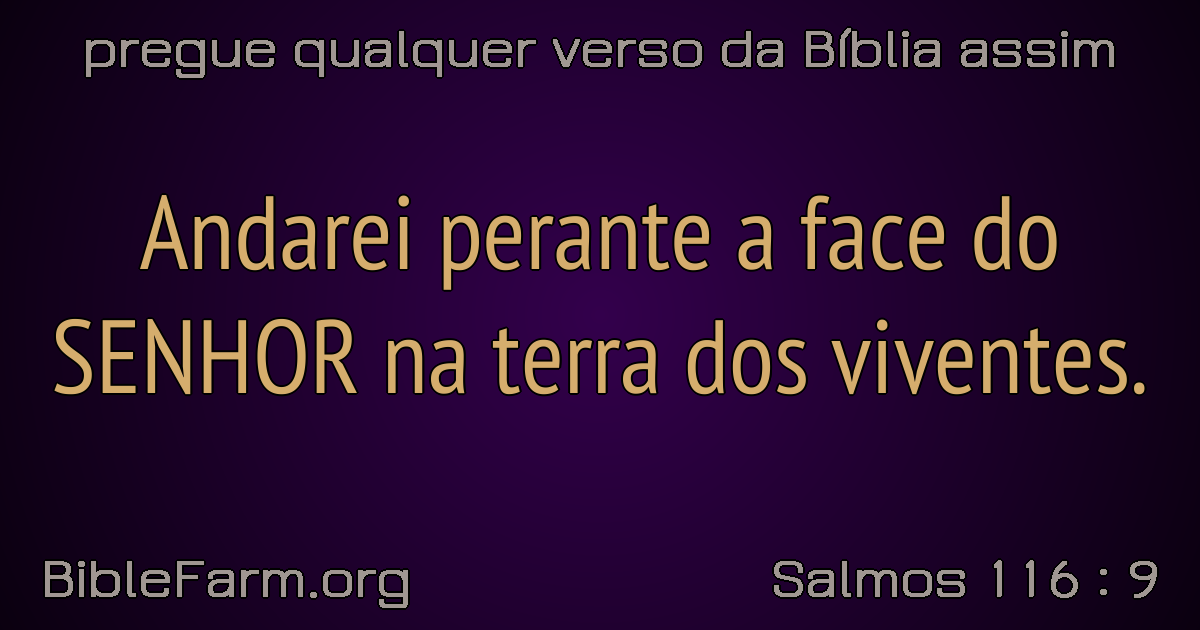 pregue qualquer verso da Bíblia assim
Andarei perante a face do
SENHOR na terra dos viventes.
BibleFarm.org
Salmos 116 : 9